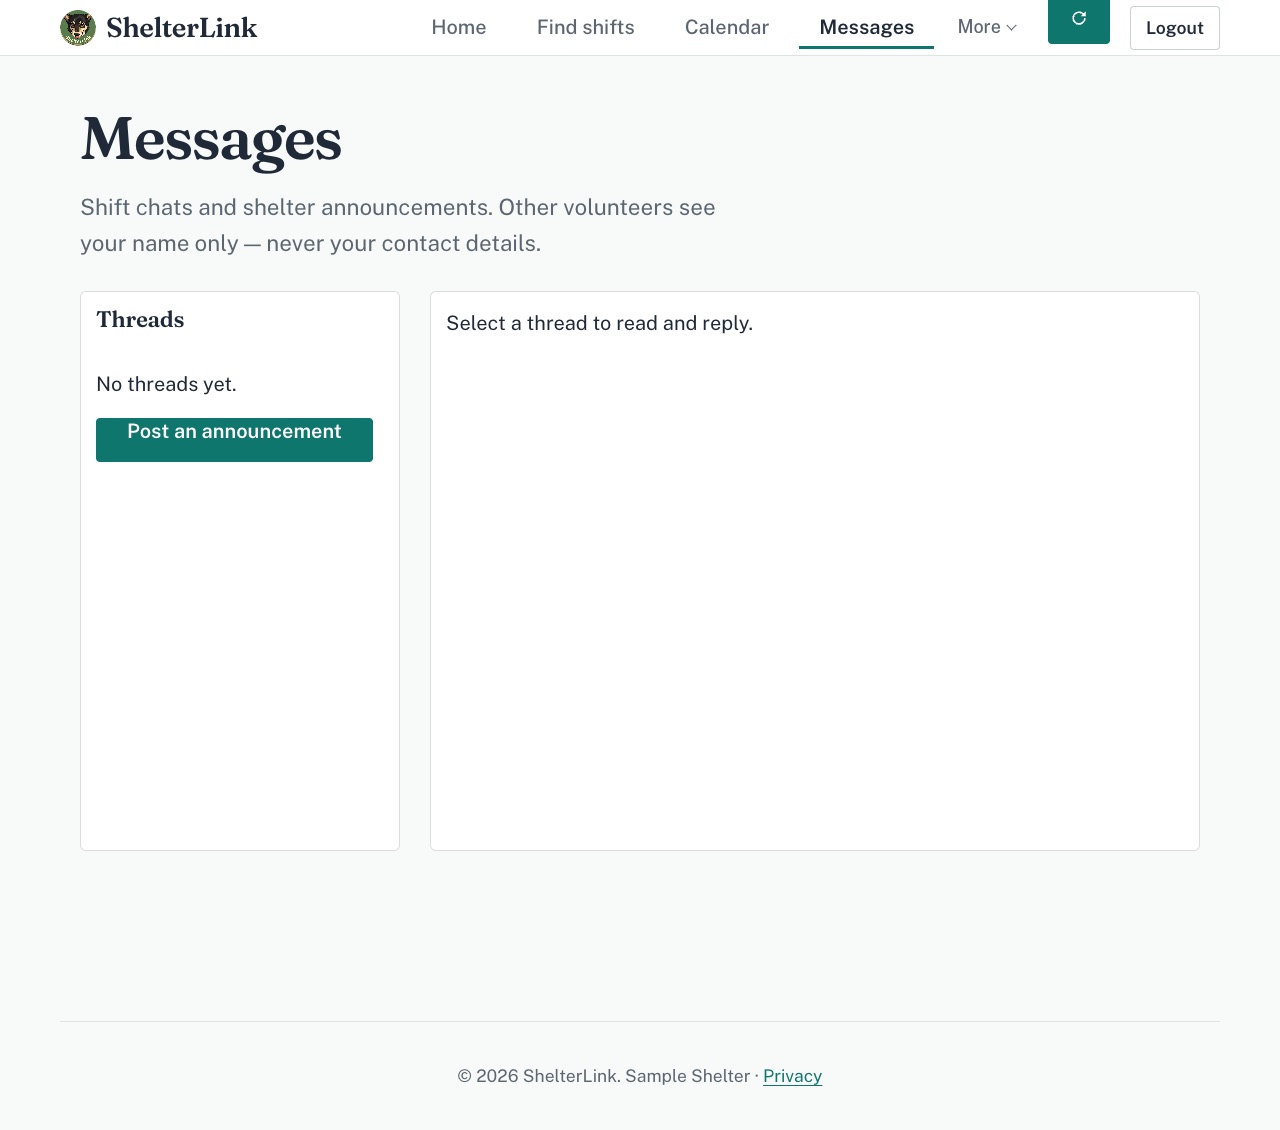 ShelterLink
Home
Find shifts
Calendar
Messages
More
Logout
Messages
Shift chats and shelter announcements. Other volunteers see
your name only — never your contact details.
Threads
No threads yet.
Post an announcement
Select a thread to read and reply.
© 2026 ShelterLink. Sample Shelter · Privacy